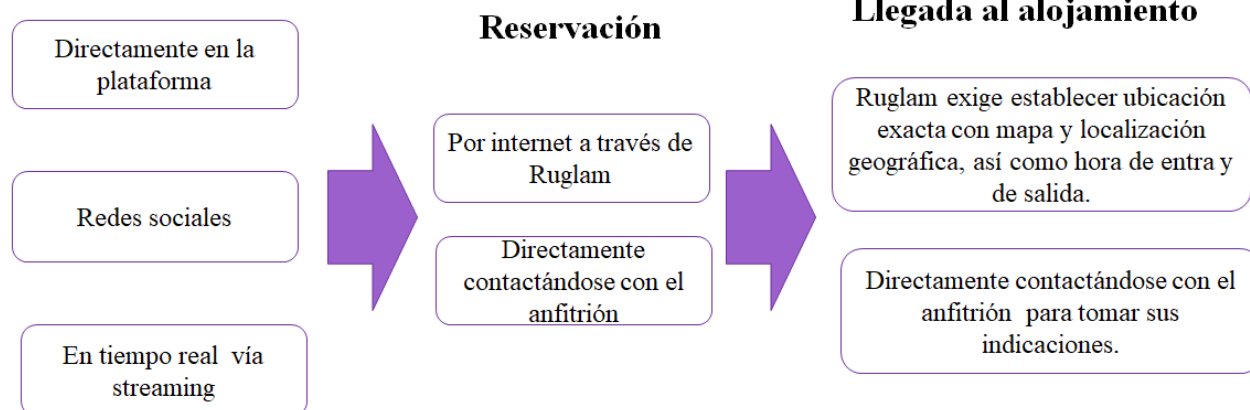 Directamente en la
plataforma
Redes sociales
En tiempo real vía
streaming
Reservación
Por internet a través de
Ruglam
Directamente
contactándose con el
anfitrión
Llegada al alojamiento
Ruglam exige establecer ubicación
exacta con mapa y localización
geográfica, así como hora de entra y
de salida.
Directamente contactándose con el
anfitrión para tomar sus
indicaciones.